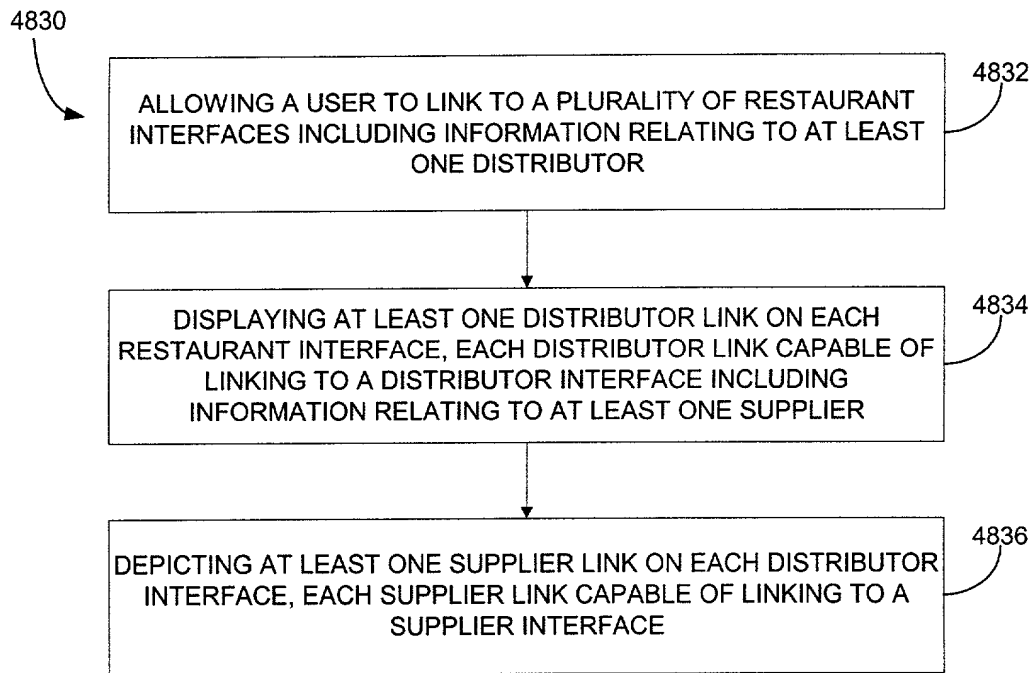 4830
4832
ALLOWING A USER TO LINK TO A PLURALITY OF RESTAURANT
INTERFACES INCLUDING INFORMATION RELATING TO AT LEAST
ONE DISTRIBUTOR
4834
DISPLAYING AT LEAST ONE DISTRIBUTOR LINK ON EACH
RESTAURANT INTERFACE, EACH DISTRIBUTOR LINK CAPABLE OF
LINKING TO A DISTRIBUTOR INTERFACE INCLUDING
INFORMATION RELATING TO AT LEAST ONE SUPPLIER
4836
DEPICTING AT LEAST ONE SUPPLIER LINK ON EACH DISTRIBUTOR
INTERFACE, EACH SUPPLIER LINK CAPABLE OF LINKING TO A
SUPPLIER INTERFACE